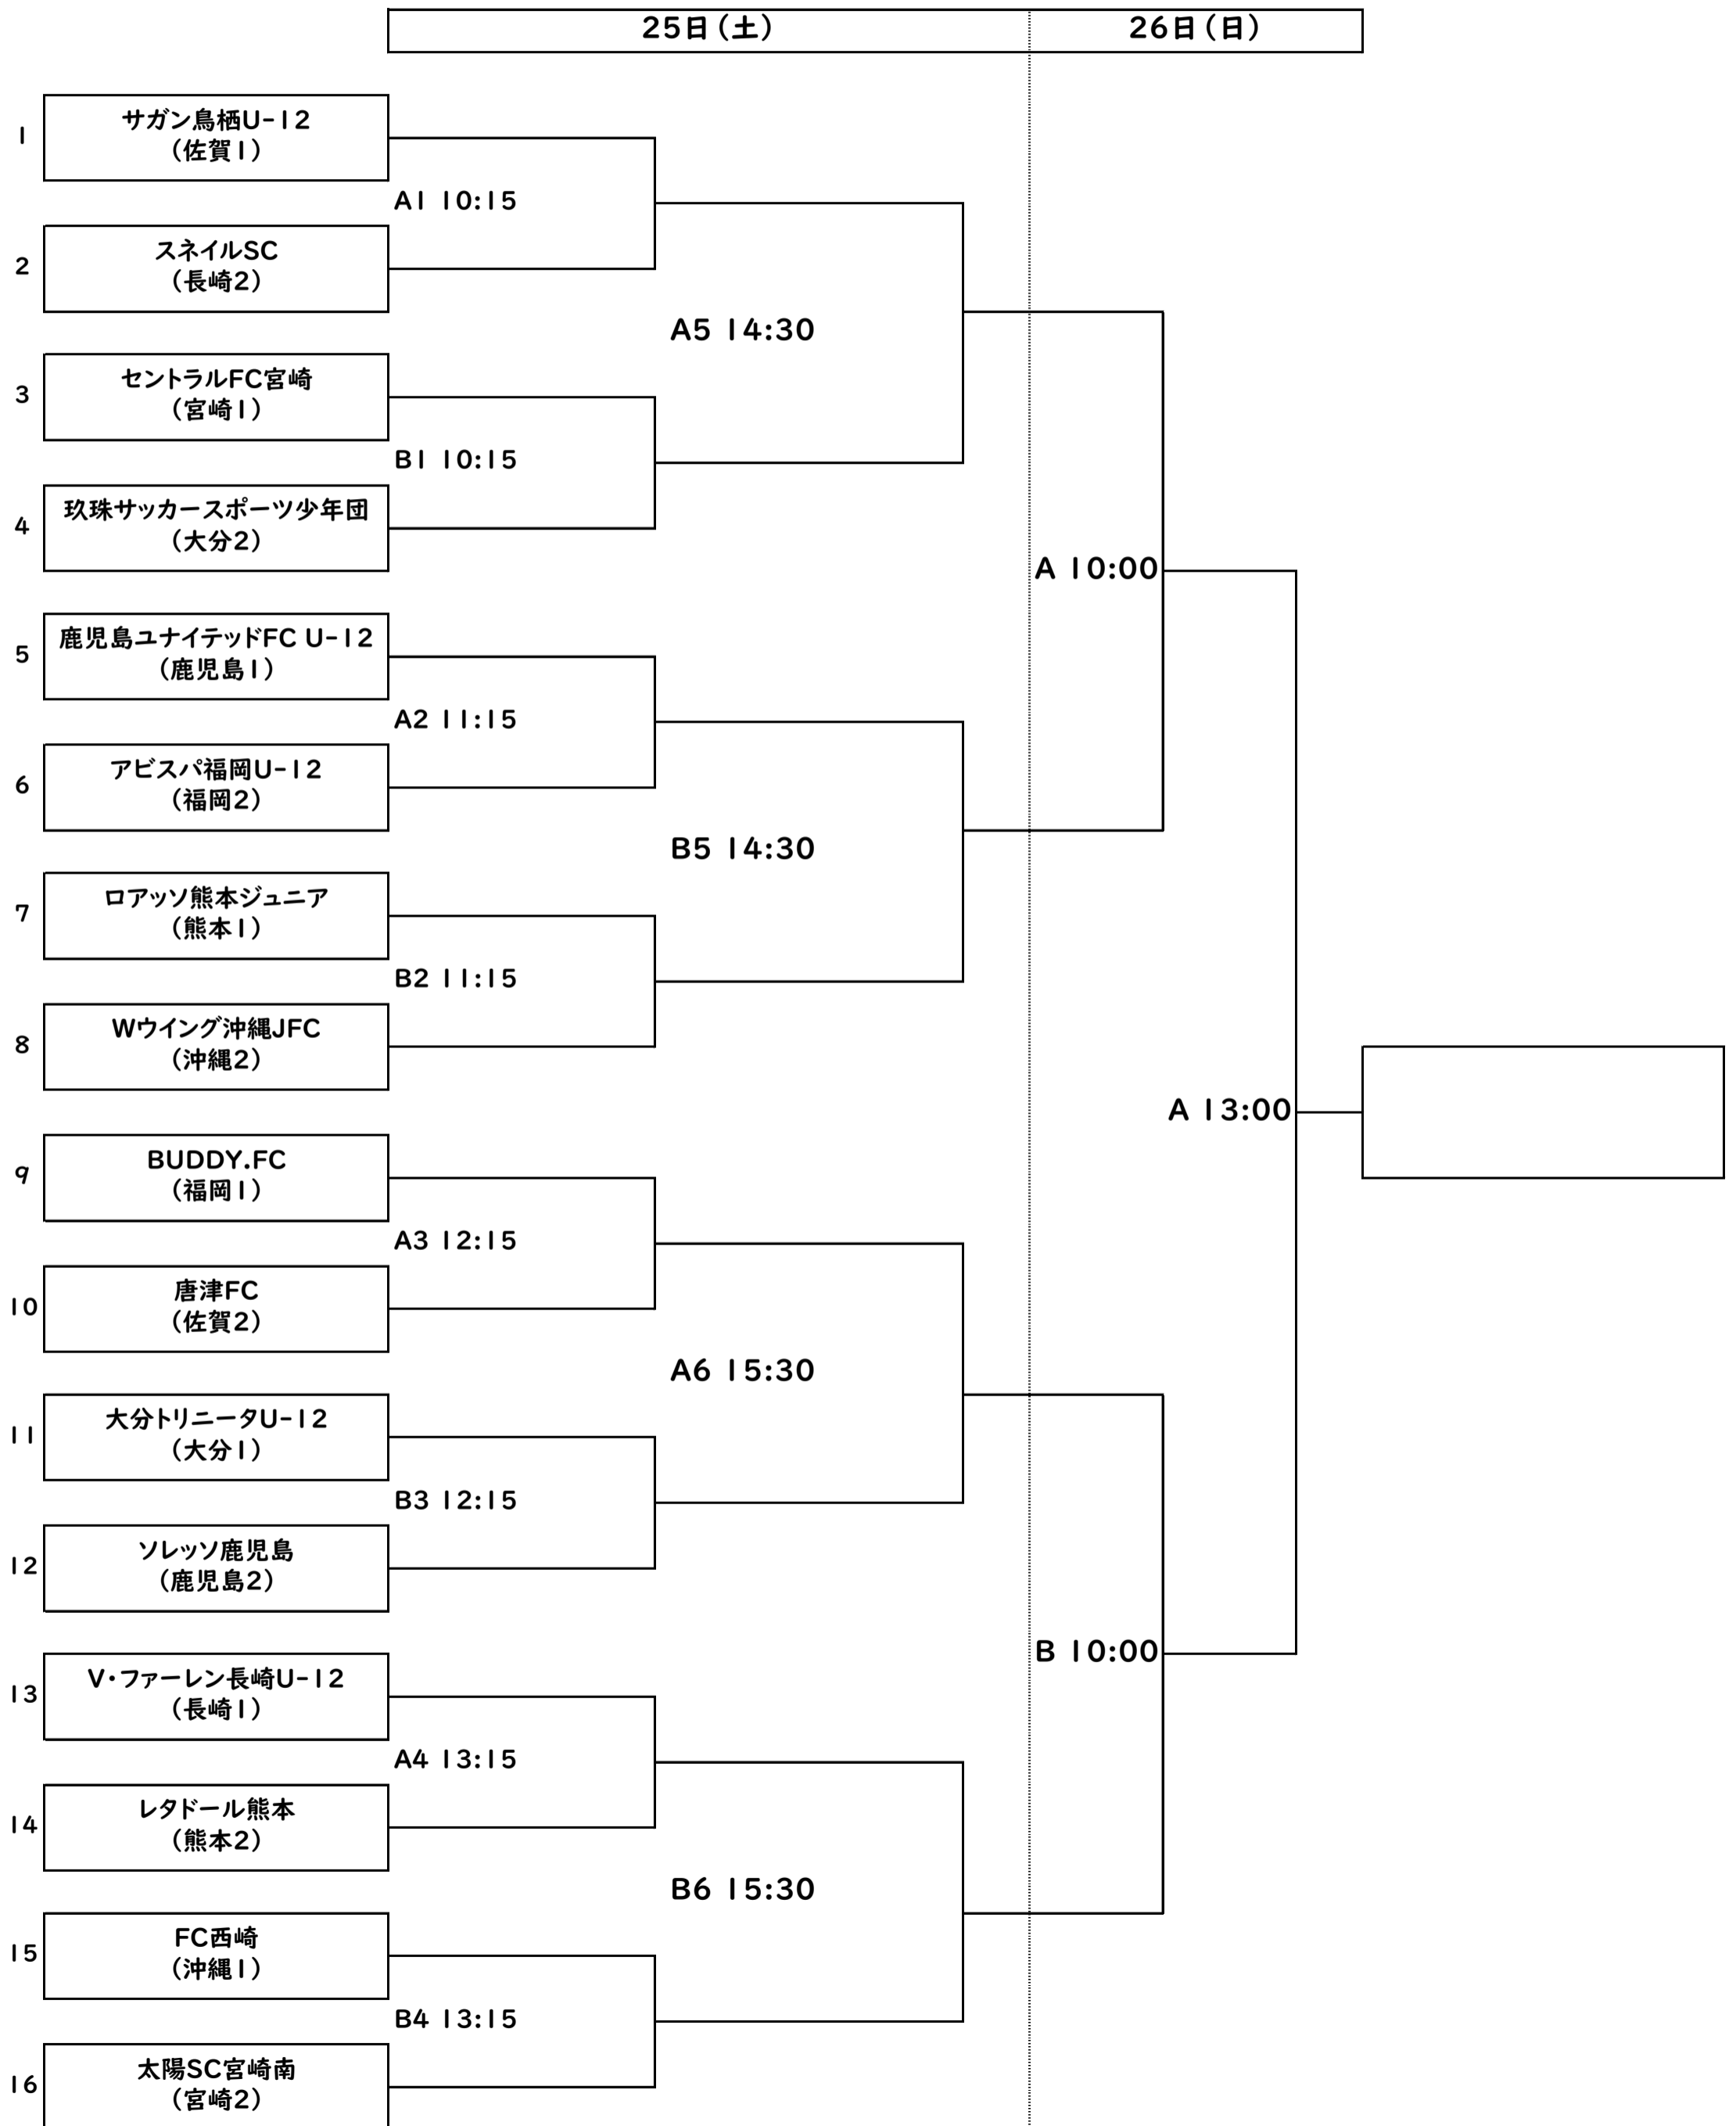 25日(土) 26日(日)
1
サガン鳥栖U-12
(佐賀1)
A1 10:15
2
スネイルSC
(長崎2)
A5 14:30
3
セントラルFC宮崎
(宮崎1)
B1 10:15
4
玖珠サッカースポーツ少年団
(大分2)
A 10:00
5
鹿児島ユナイテッドFC U-12
(鹿児島1)
A2 11:15
6
アビスパ福岡U-12
(福岡2)
B5 14:30
7
ロアッソ熊本ジュニア
(熊本1)
B2 11:15
8
Wウイング沖縄JFC
(沖縄2)
A 13:00
9
BUDDY.FC
(福岡1)
A3 12:15
10
唐津FC
(佐賀2)
A6 15:30
11
大分トリニータU-12
(大分1)
B3 12:15
12
ソレッソ鹿児島
(鹿児島2)
B 10:00
13
V・ファーレン長崎U-12
(長崎1)
A4 13:15
14
レタドール熊本
(熊本2)
B6 15:30
15
FC西崎
(沖縄1)
B4 13:15
16
太陽SC宮崎南
(宮崎2)